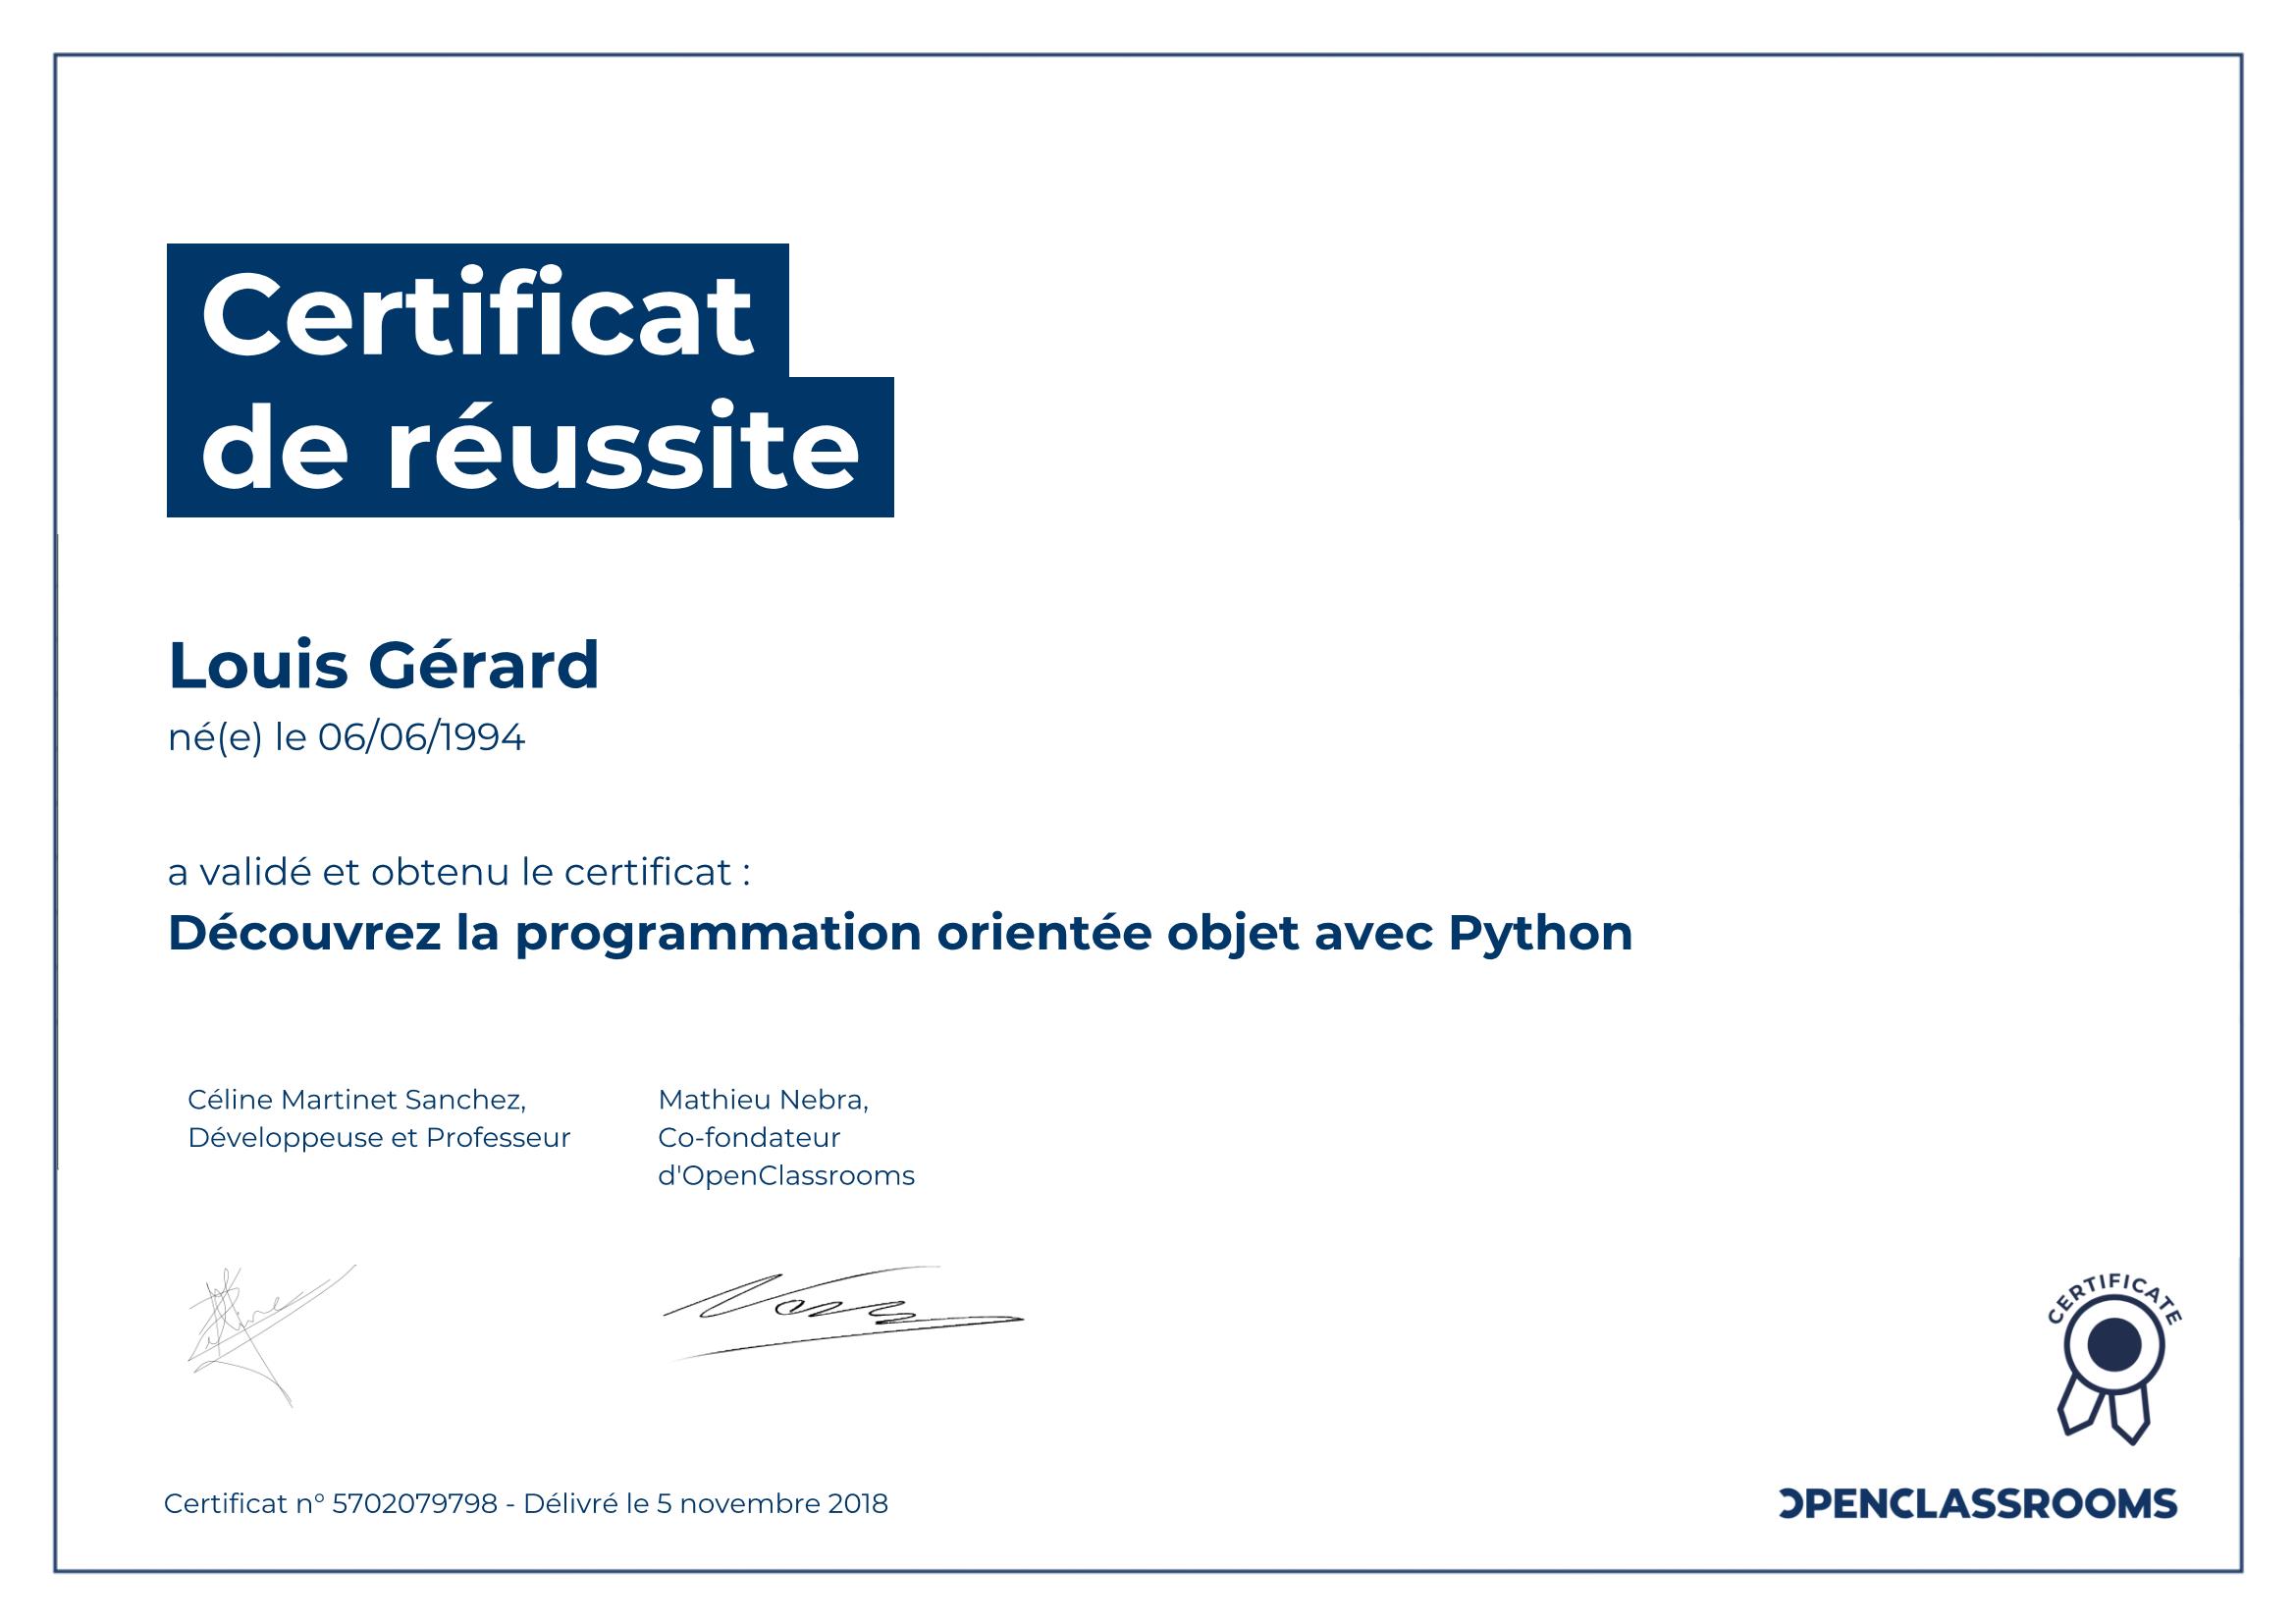 Certificat
de réussite
Louis Gérard
né(e) le 06/06/1994
a validé et obtenu le certificat :
Découvrez la programmation orientée objet avec Python
Céline Martinet Sanchez,
Développeuse et Professeur
Mathieu Nebra,
Co-fondateur
d'OpenClassrooms
CERTIFICATE
Certificat n° 5702079798 - Délivré le 5 novembre 2018
OPENCLASSROOMS